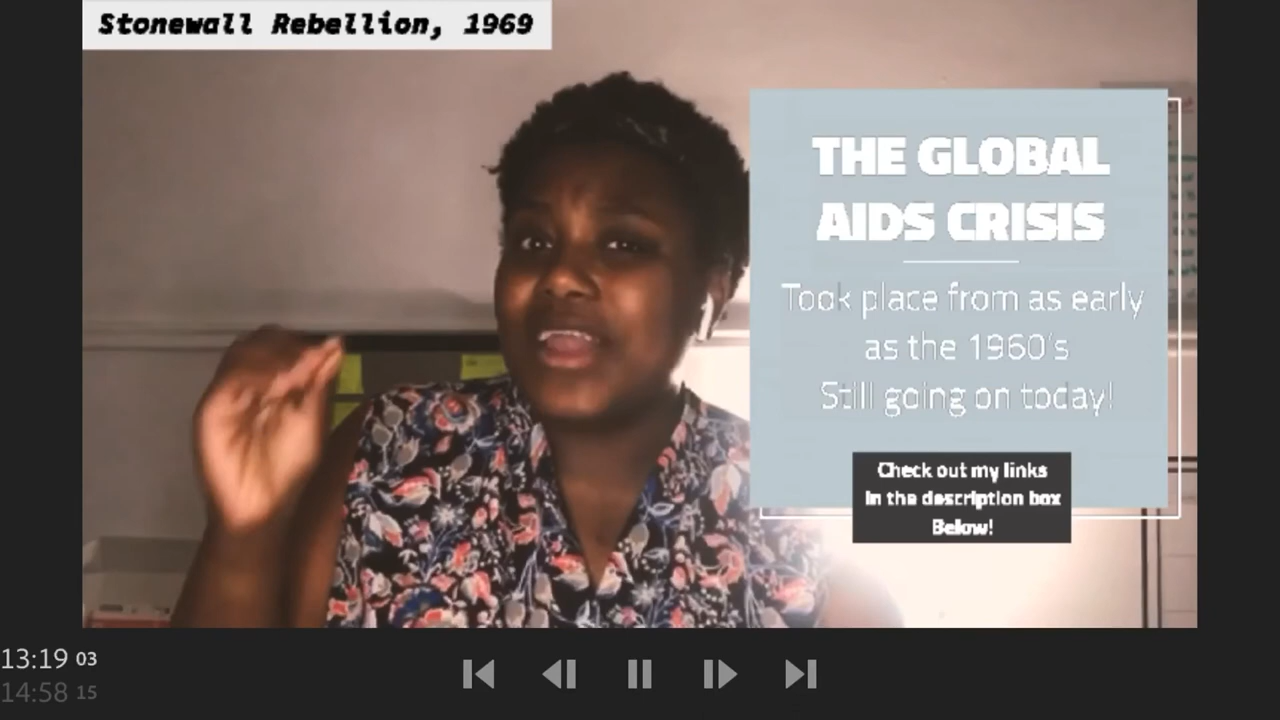 Stonewall Rebellion, 1969
THE GLOBAL
AIDS CRISIS
Took place from as early
as the 1960's
Still going on today!
Check out my links
in the description box
Below!
13:19 03
14:58 15